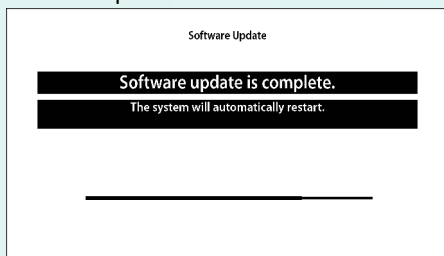 Software Update
Software update is complete.
The system will automatically restart.